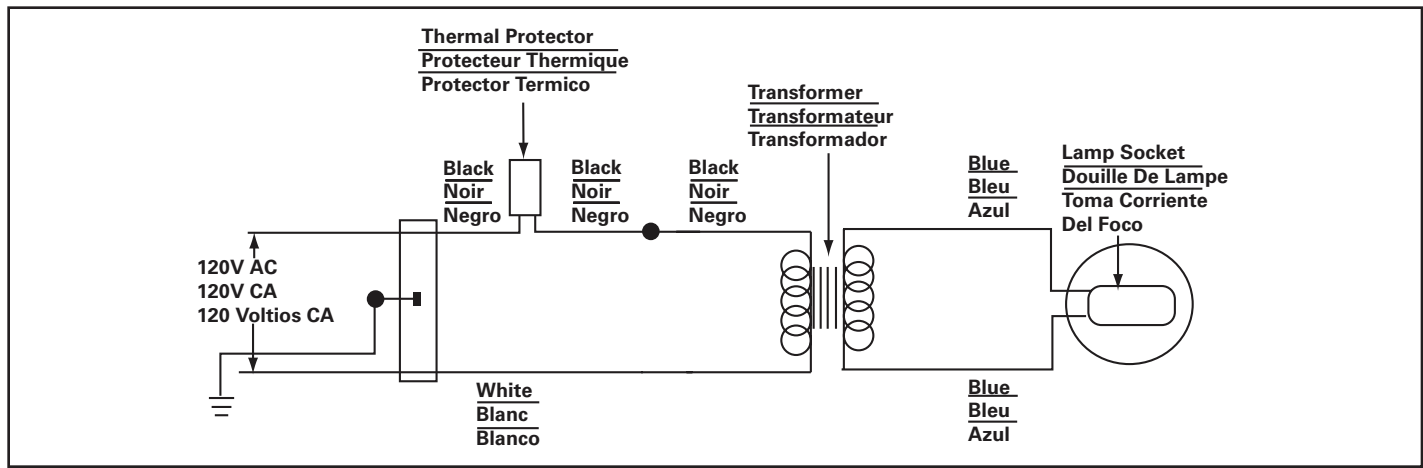 Thermal Protector
Protecteur Thermique
Protector Termico
Transformer
Transformateur
Transformador
Black
Noir
Negro
Black
Noir
Negro
Black
Noir
Negro
Blue
Bleu
Azul
Lamp Socket
Douille De Lampe
Toma Corriente
Del Foco
120V AC
120V CA
120 Voltios CA
White
Blanc
Blanco
Blue
Bleu
Azul